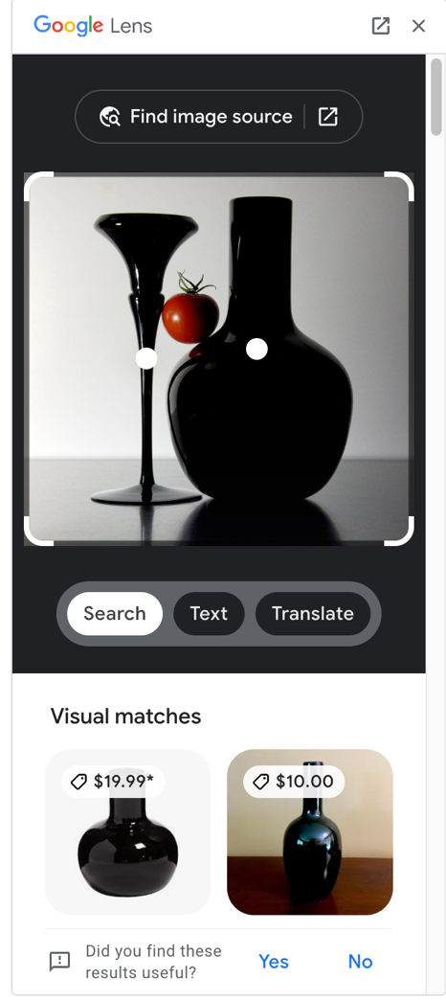 Google Lens
Find image source
Search
Text
Translate
Visual matches
$19.99*
$10.00
Did you find these
results useful?
Yes
No